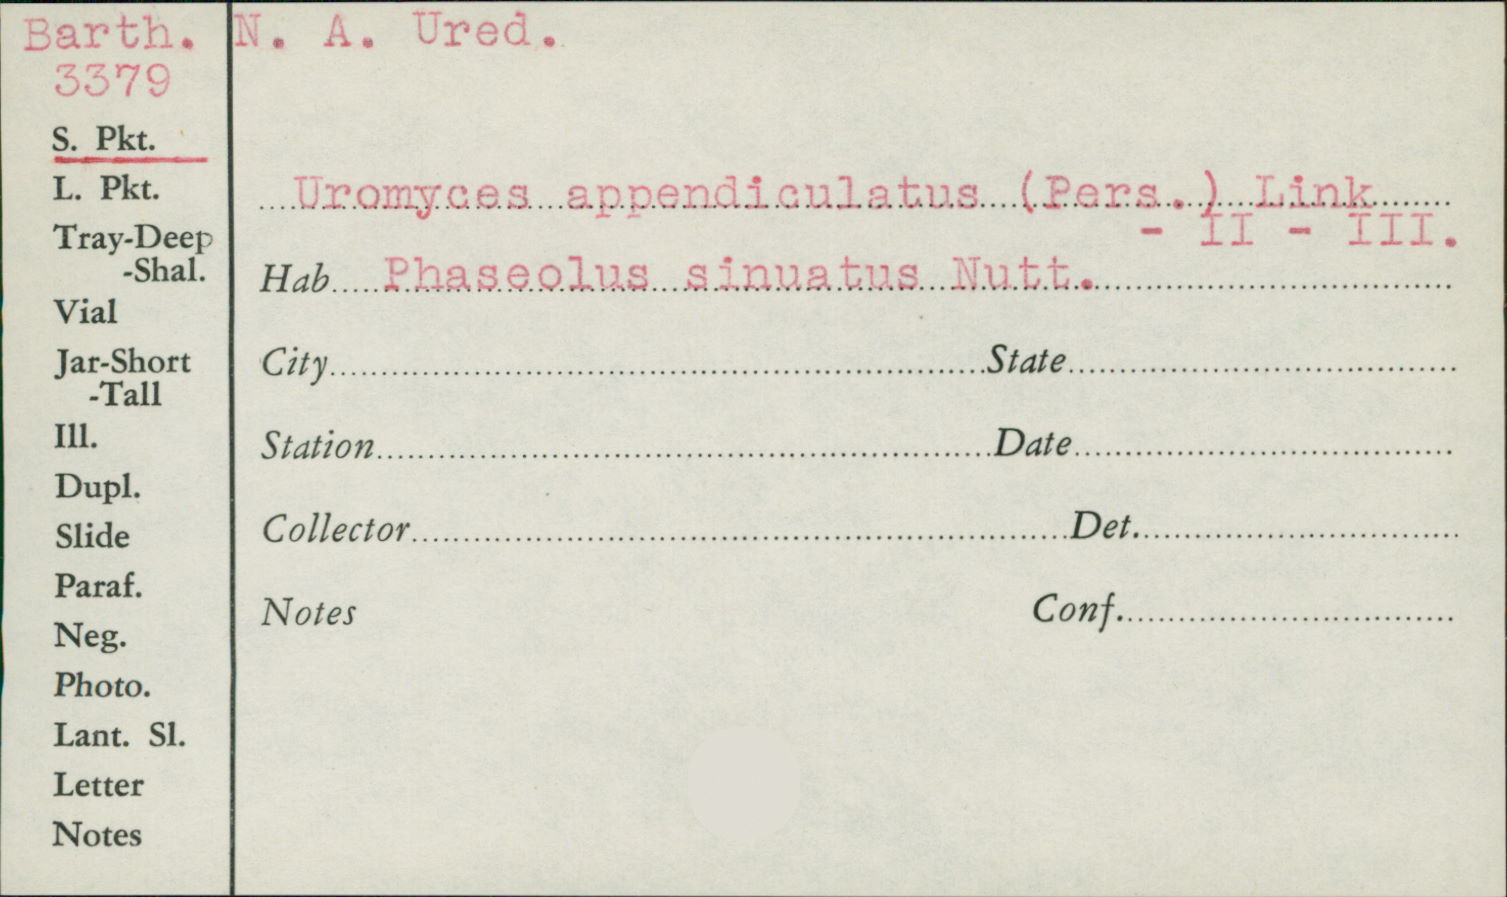 Barth. N. A. Ured.
3379
S. Pkt.
L. Pkt.
Tray-Deep
-Shal.
Vial
Jar-Short
-Tall
Ill.
Dupl.
Slide
Paraf.
Neg.
Photo.
Lant. Sl.
Letter
Notes
Uromyces appendiculatus (Pers.) Link
- II - III.
Hab Phaseolus sinuatus Nutt.
City State
Station Date
Collector Det.
Notes Conf.